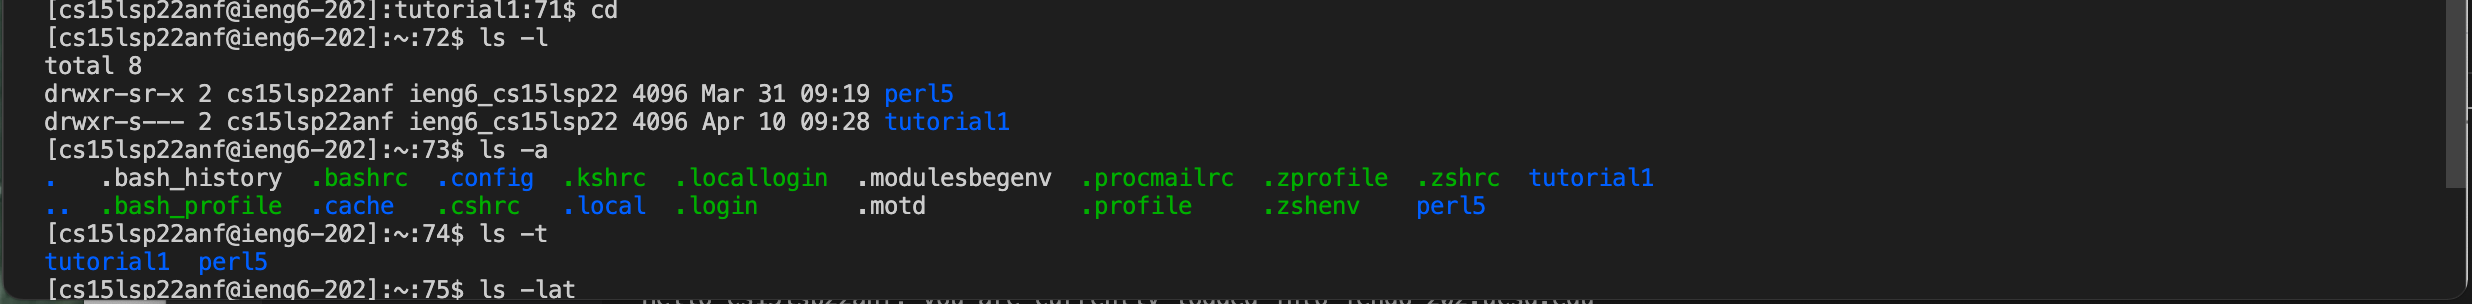 [cs15lsp22anf@ieng6-202]:tutorial1:71$ cd
[cs15lsp22anf@ieng6-202]:~:72$ ls -l
total 8
drwxr-sr-x 2 cs15lsp22anf ieng6_cs15lsp22 4096 Mar 31 09:19 perl5
drwxr-s--- 2 cs15lsp22anf ieng6_cs15lsp22 4096 Apr 10 09:28 tutorial1
[cs15lsp22anf@ieng6-202]:~:73$ ls -a
.   .bash_history  .bashrc  .config  .kshrc  .locallogin  .modulesbegenv  .procmailrc  .zprofile  .zshrc  tutorial1
..  .bash_profile  .cache   .cshrc   .local  .login       .motd           .profile     .zshenv    perl5
[cs15lsp22anf@ieng6-202]:~:74$ ls -t
tutorial1  perl5
[cs15lsp22anf@ieng6-202]:~:75$ ls -lat